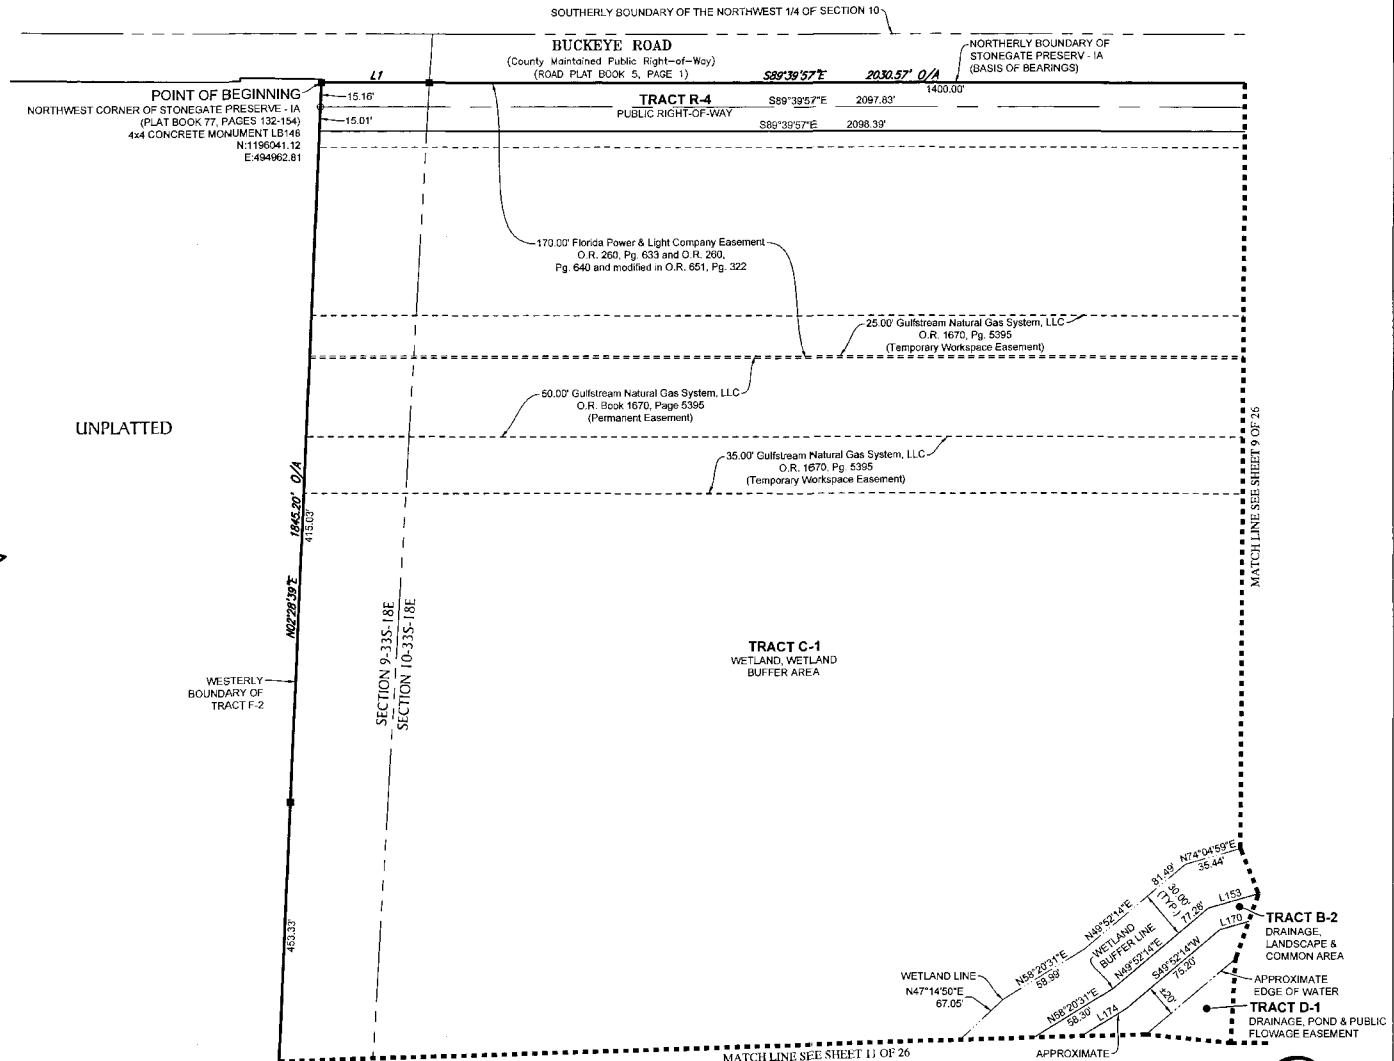 SOUTHERLY BOUNDARY OF THE NORTHWEST 1/4 OF SECTION 10
BUCKEYE ROAD
(County Maintained Public Right-of-Way)
(ROAD PLAT BOOK 5, PAGE 1)
NORTHERLY BOUNDARY OF
STONEGATE PRESERV - IA
(BASIS OF BEARINGS)
L1
S89°39'57"E 2030.57' O/A
1400.00'
POINT OF BEGINNING
NORTHWEST CORNER OF STONEGATE PRESERVE - IA
(PLAT BOOK 77, PAGES 132-154)
4x4 CONCRETE MONUMENT LB148
N:1196041.12
E:494962.81
15.16'
15.01'
TRACT R-4
PUBLIC RIGHT-OF-WAY
S89°39'57"E 2097.83'
S89°39'57"E 2098.39'
170.00' Florida Power & Light Company Easement
O.R. 260, Pg. 633 and O.R. 260,
Pg. 640 and modified in O.R. 651, Pg. 322
25.00' Gulfstream Natural Gas System, LLC
O.R. 1670, Pg. 5395
(Temporary Workspace Easement)
50.00' Gulfstream Natural Gas System, LLC
O.R. Book 1670, Page 5395
(Permanent Easement)
35.00' Gulfstream Natural Gas System, LLC
O.R. 1670, Pg. 5395
(Temporary Workspace Easement)
UNPLATTED
N02°28'39"E 1845.20' O/A
415.03'
453.33'
WESTERLY
BOUNDARY OF
TRACT F-2
SECTION 9-33S-18E
SECTION 10-33S-18E
TRACT C-1
WETLAND, WETLAND
BUFFER AREA
MATCH LINE SEE SHEET 9 OF 26
N74°04'59"E
35.44'
81.49'
N49°52'14"E
30.00'
(TYP.)
77.26'
N49°52'14"E
WETLAND
BUFFER LINE
L153
L170
S49°52'14"W
75.20'
N58°20'31"E
58.99'
N58°20'31"E
58.30'
L174
±20'
WETLAND LINE
N47°14'50"E
67.05'
TRACT B-2
DRAINAGE,
LANDSCAPE &
COMMON AREA
APPROXIMATE
EDGE OF WATER
TRACT D-1
DRAINAGE, POND & PUBLIC
FLOWAGE EASEMENT
MATCH LINE SEE SHEET 11 OF 26
APPROXIMATE